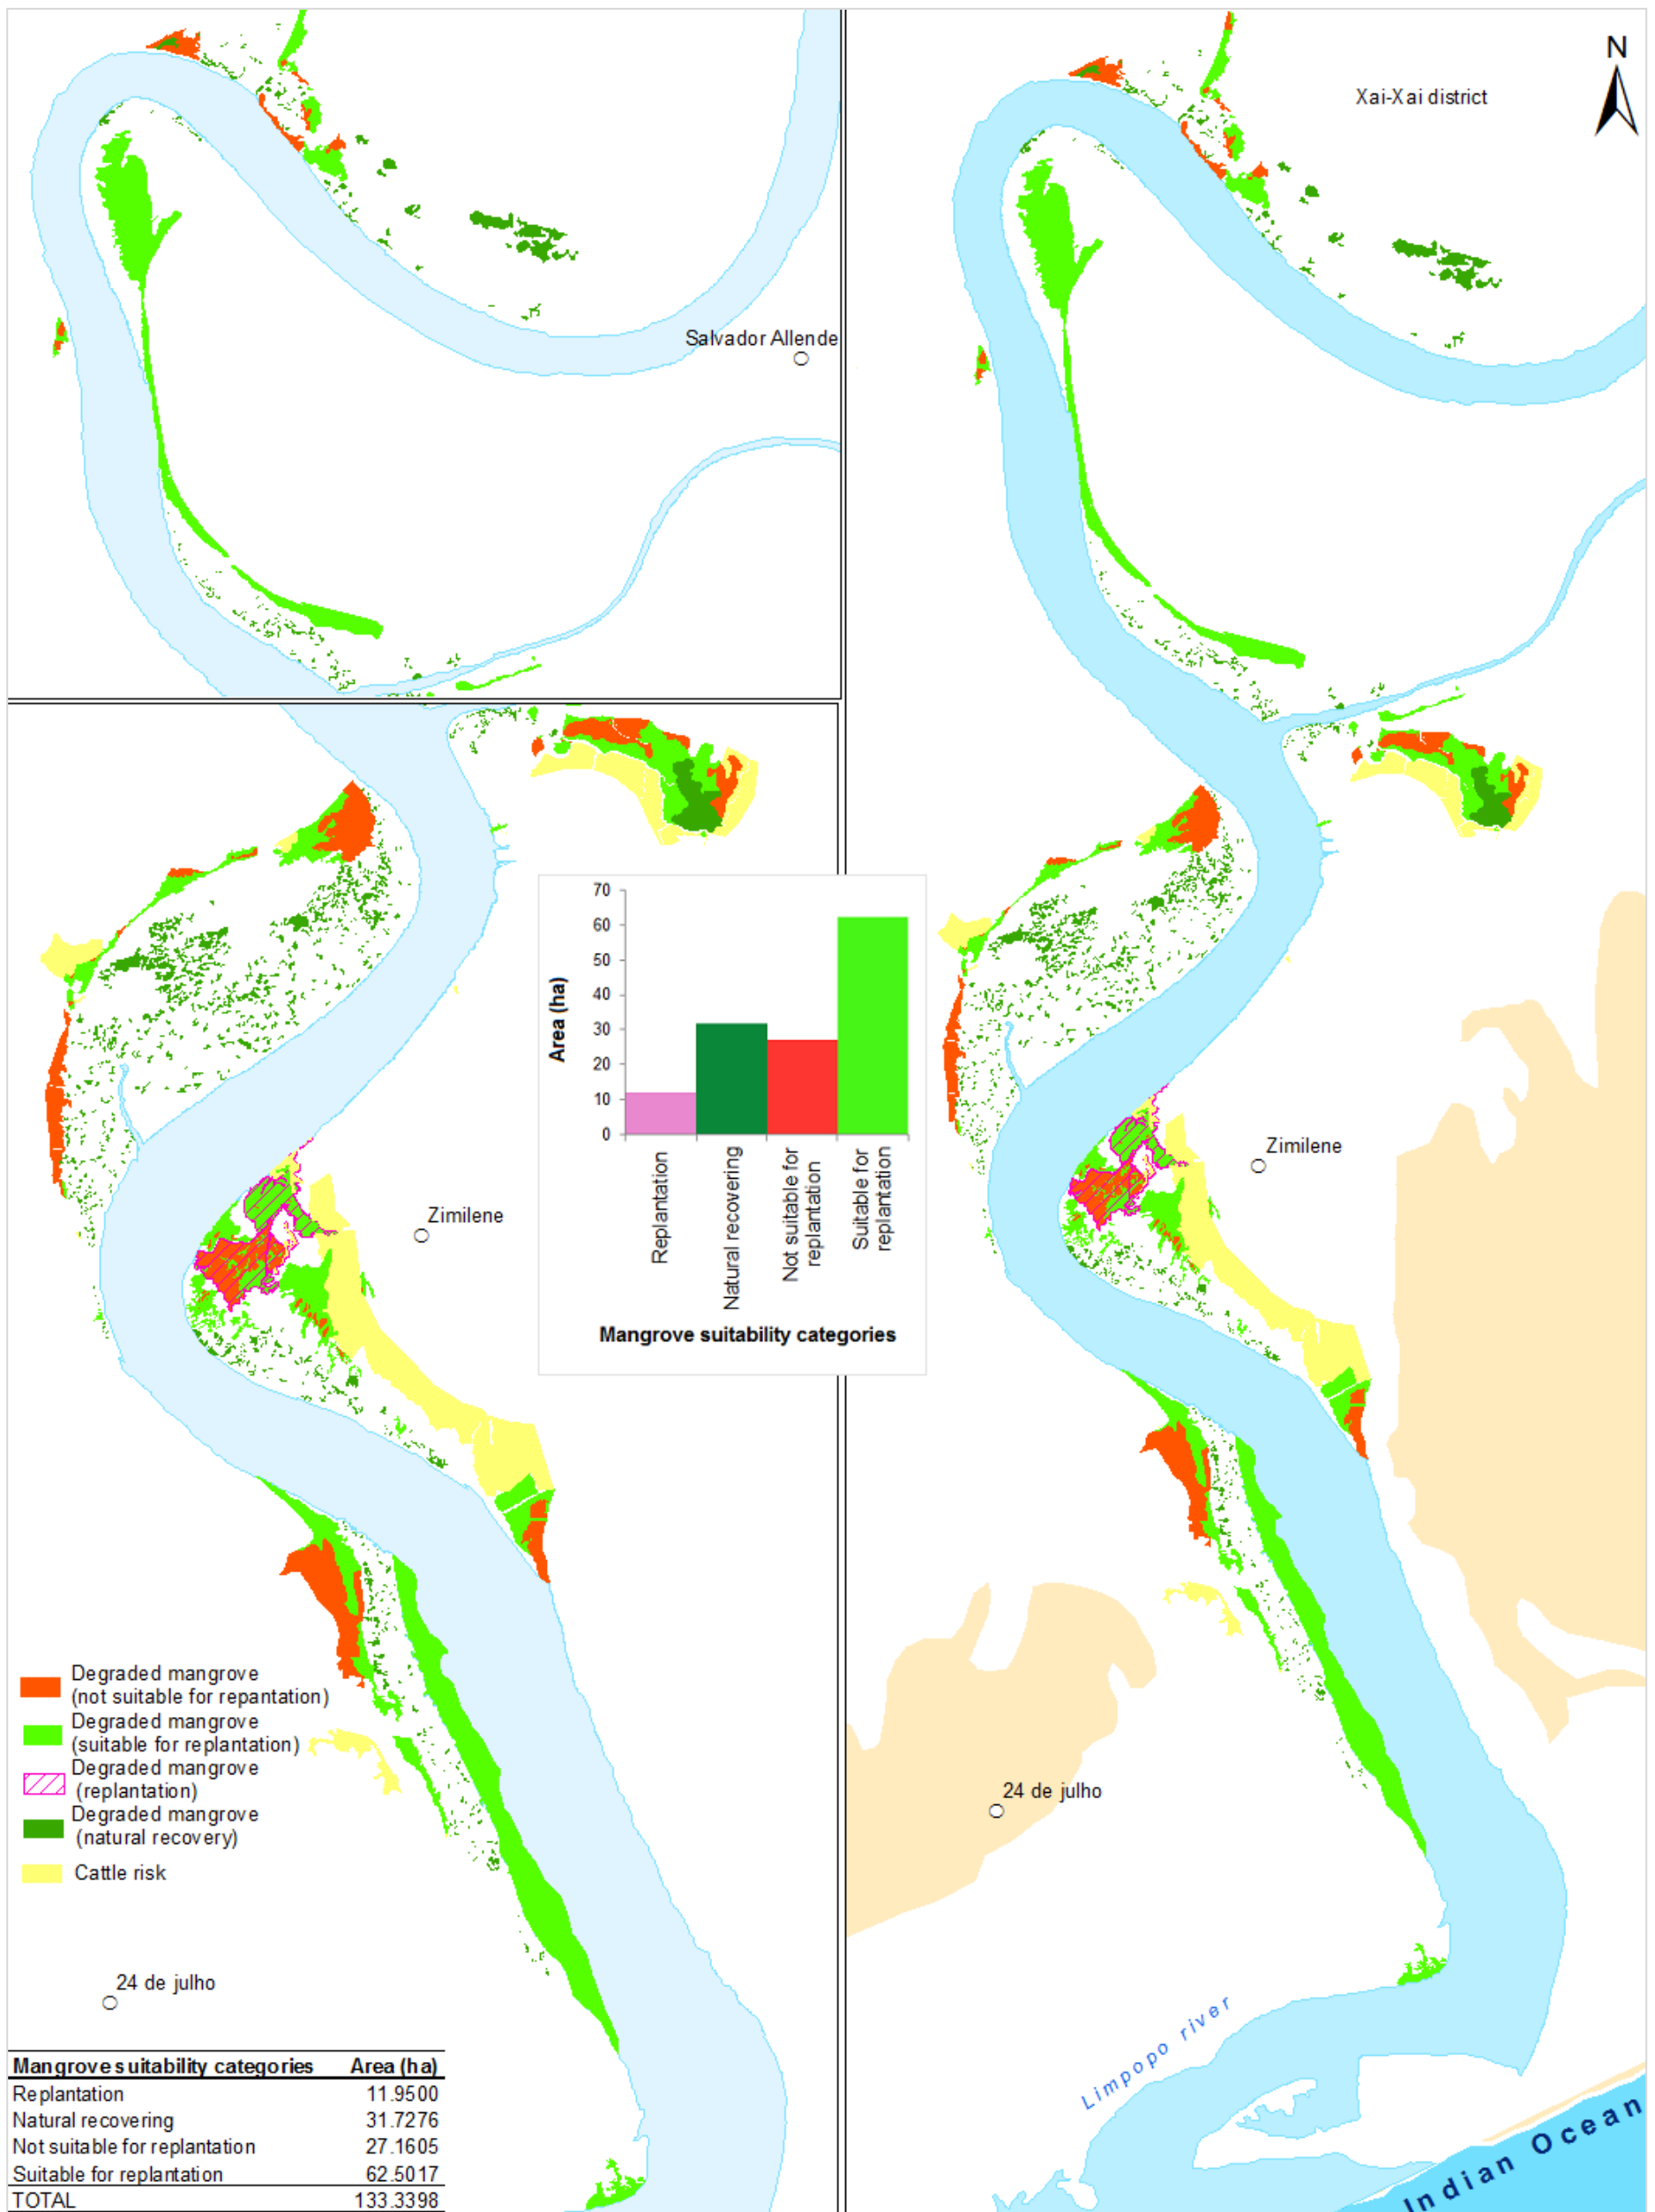 N
Xai-Xai district
Salvador Allende
70
60
50
40
30
20
10
0
Area (ha)
Replantation
Natural recovering
Not suitable for
replantation
Suitable for
replantation
Mangrove suitability categories
Zimilene
Zimilene
Degraded mangrove
(not suitable for repantation)
Degraded mangrove
(suitable for replantation)
Degraded mangrove
(replantation)
Degraded mangrove
(natural recovery)
Cattle risk
24 de julho
24 de julho
Limpopo river
Indian Ocean
Mangrove suitability categories Area (ha)
Replantation 11.9500
Natural recovering 31.7276
Not suitable for replantation 27.1605
Suitable for replantation 62.5017
TOTAL 133.3398